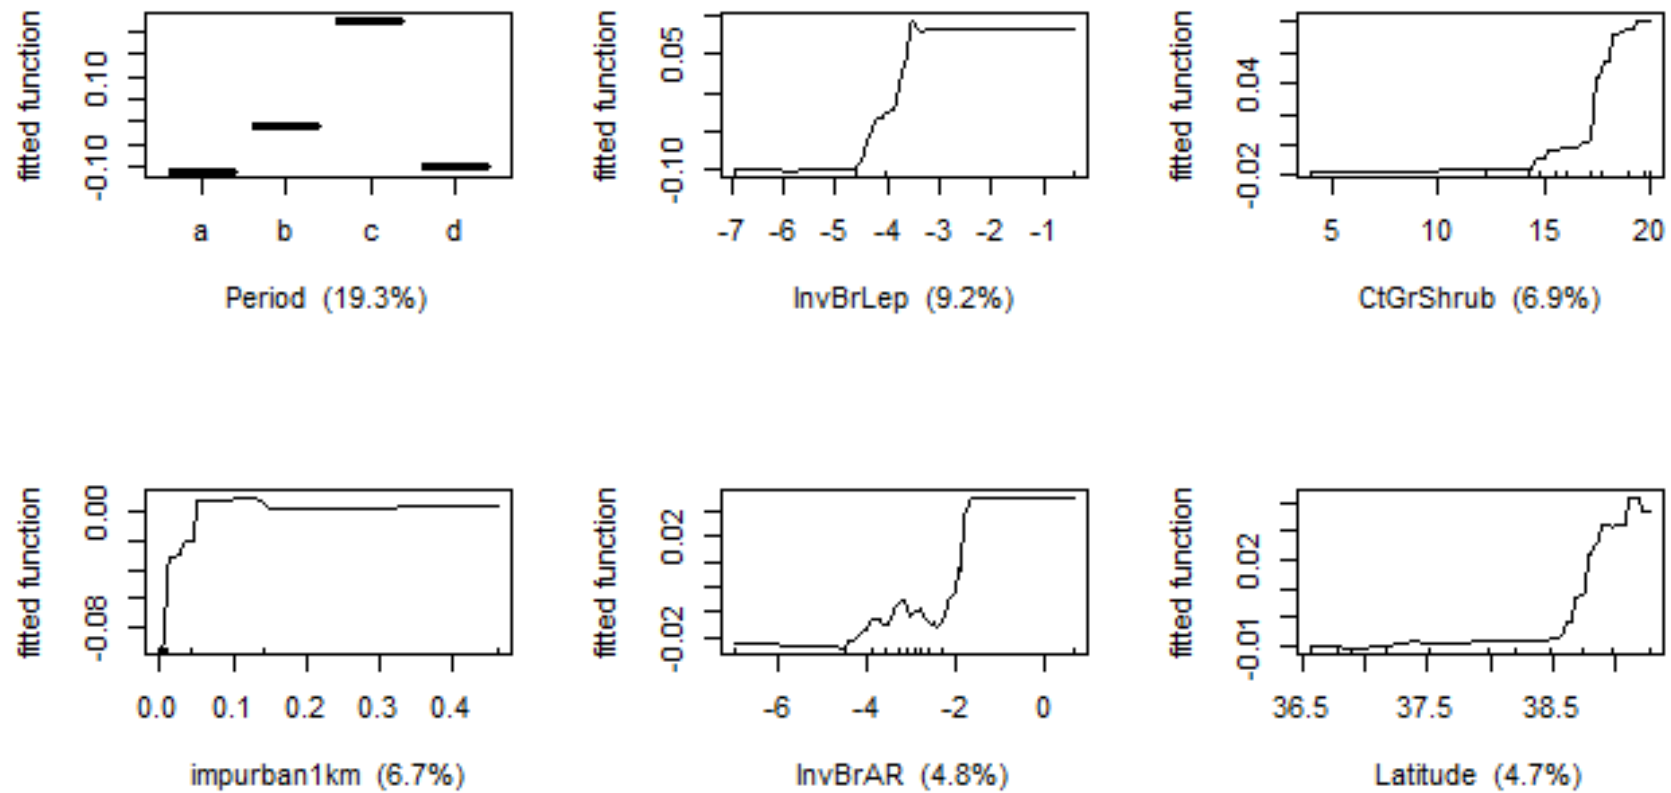 fitted function
0.10
-0.10
a b c d
Period (19.3%)
fitted function
0.05
-0.10
-7 -6 -5 -4 -3 -2 -1
InvBrLep (9.2%)
fitted function
0.04
-0.02
5 10 15 20
CtGrShrub (6.9%)
fitted function
0.00
-0.08
0.0 0.1 0.2 0.3 0.4
impurban1km (6.7%)
fitted function
0.02
-0.02
-6 -4 -2 0
InvBrAR (4.8%)
fitted function
0.02
-0.01
36.5 37.5 38.5
Latitude (4.7%)